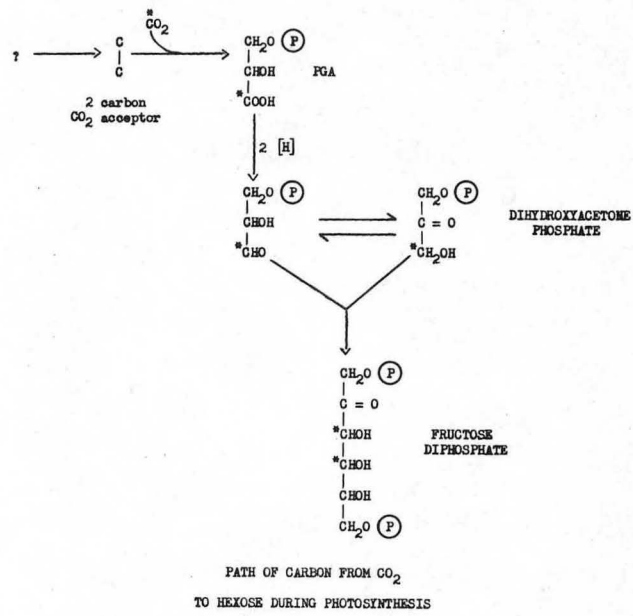 *
CO2
CH2O P
? C
C
CHOH PGA
*COOH
2 carbon
CO2 acceptor
2 [H]
CH2O P
CHOH
*CHO
CH2O P
C = O
*CH2OH
DIHYDROXYACETONE
PHOSPHATE
CH2O P
C = O
*CHOH
*CHOH
CHOH
CH2O P
FRUCTOSE
DIPHOSPHATE
PATH OF CARBON FROM CO2
TO HEXOSE DURING PHOTOSYNTHESIS